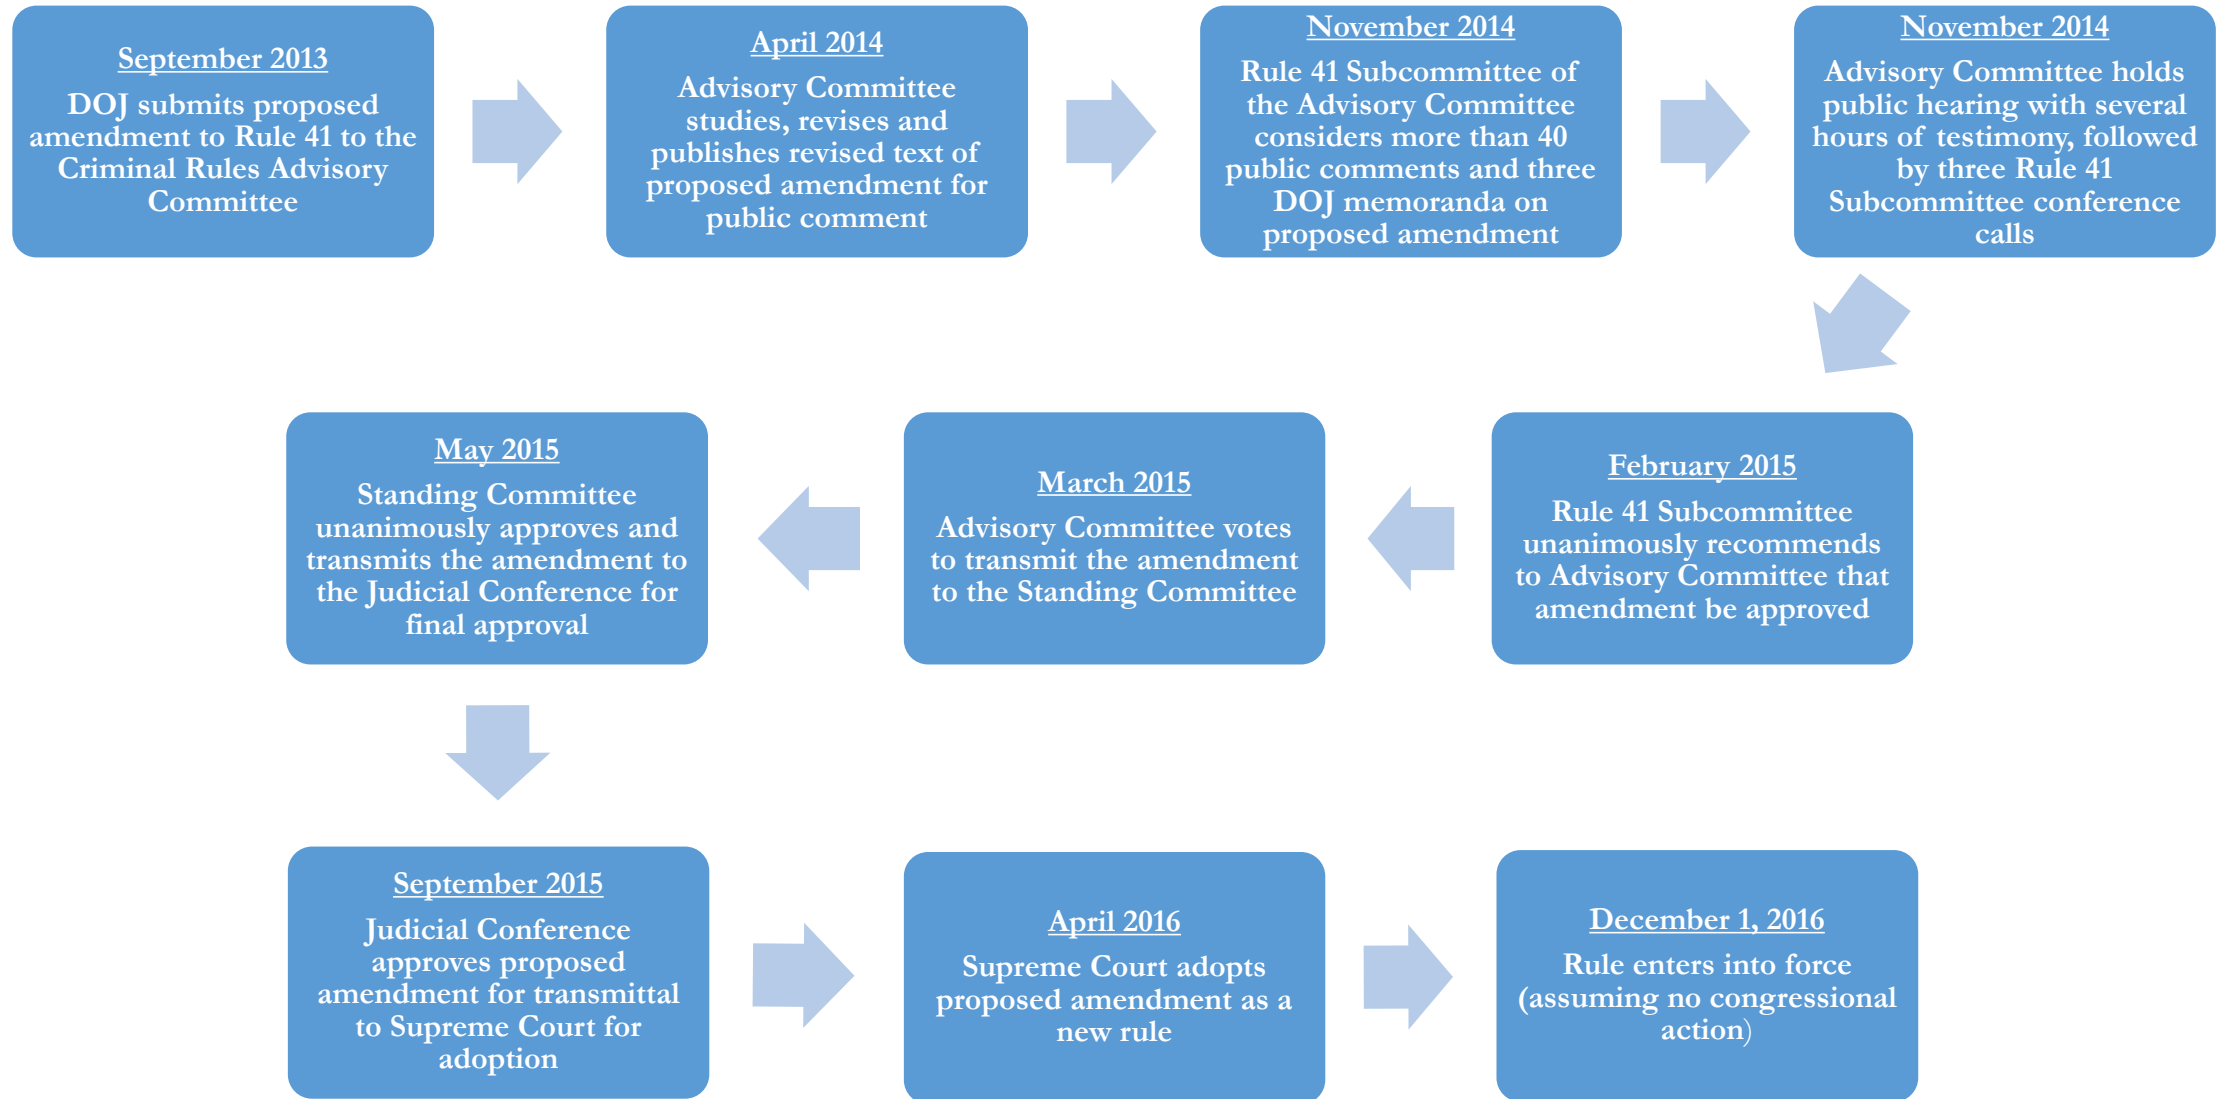 September 2013
DOJ submits proposed
amendment to Rule 41 to the
Criminal Rules Advisory
Committee
April 2014
Advisory Committee
studies, revises and
publishes revised text of
proposed amendment for
public comment
November 2014
Rule 41 Subcommittee of
the Advisory Committee
considers more than 40
public comments and three
DOJ memoranda on
proposed amendment
November 2014
Advisory Committee holds
public hearing with several
hours of testimony, followed
by three Rule 41
Subcommittee conference
calls
February 2015
Rule 41 Subcommittee
unanimously recommends
to Advisory Committee that
amendment be approved
March 2015
Advisory Committee votes
to transmit the amendment
to the Standing Committee
May 2015
Standing Committee
unanimously approves and
transmits the amendment to
the Judicial Conference for
final approval
September 2015
Judicial Conference
approves proposed
amendment for transmittal
to Supreme Court for
adoption
April 2016
Supreme Court adopts
proposed amendment as a
new rule
December 1, 2016
Rule enters into force
(assuming no congressional
action)